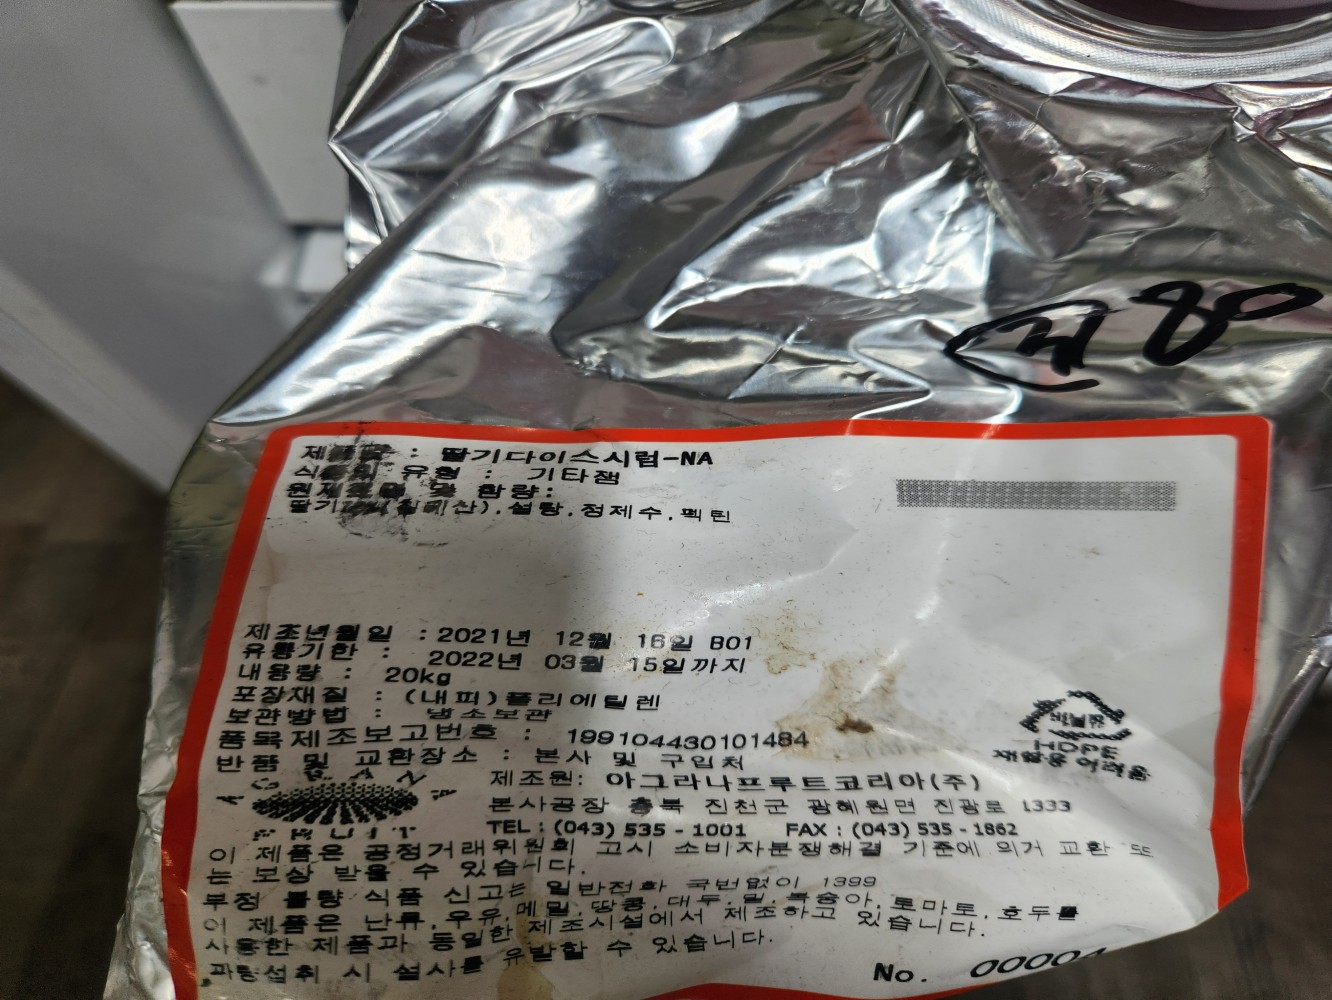 재 80
제품명 : 딸기다이스시럽-NA
식품의 유형 : 기타잼
원재료명 및 함량:
딸기 산),설탕,정제수,펙틴
제조년월일 :2021년 12월 16일 B01
유통기한 : 2022년 03월 15일까지
내용량 : 20kg
포장재질 : (내피)폴리에틸렌
보관방법 : 냉소보관
품목제조보고번호 : 199104430101484
반품 및 교환장소 : 본사 및 구입처
비닐류
HDPE
재활용 어려움
AGRANA
FRUIT
제조원: 아그라나프루트코리아(주)
본사공장 충북 진천군 광혜원면 진광로 1333
TEL : (043) 535 - 1001 FAX : (043) 535 - 1862
이 제품은 공정거래위원회 고시 소비자분쟁해결 기준에 의거 교환 또
는 보상 받을 수 있습니다.
부정 불량 식품 신고는 일반전화 국번없이 1399
이 제품은 난류,우유,메밀,땅콩,대두,밀,복숭아,토마토,호두를
사용한 제품과 동일한 제조시설에서 제조하고 있습니다.
과량섭취 시 설사를 유발할 수 있습니다.
No. 00004